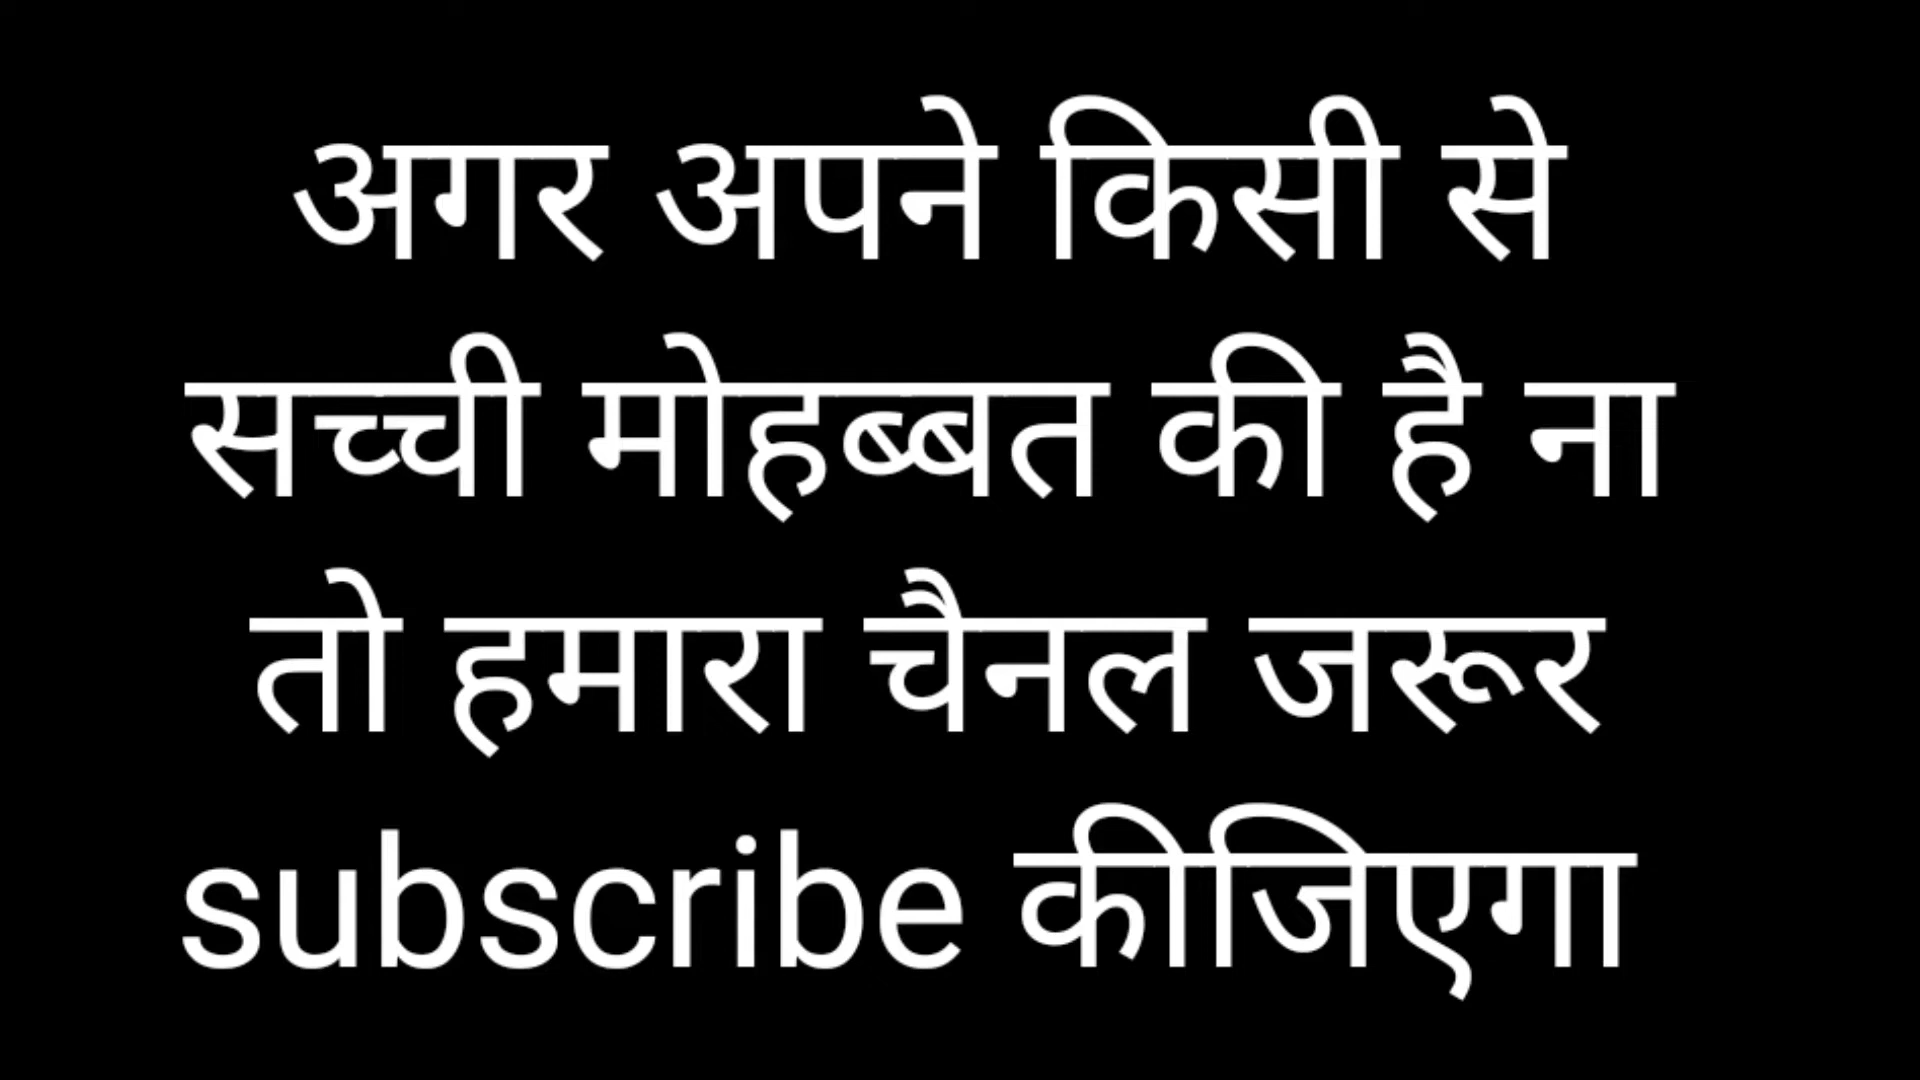 अगर अपने किसी से
सच्ची मोहब्बत की है ना
तो हमारा चैनल जरूर
subscribe कीजिएगा